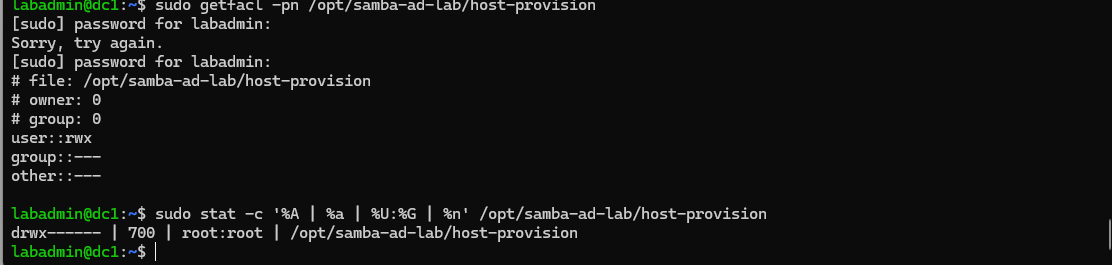 labadmin@dc1:~$ sudo getfacl -pn /opt/samba-ad-lab/host-provision
[sudo] password for labadmin:
Sorry, try again.
[sudo] password for labadmin:
# file: /opt/samba-ad-lab/host-provision
# owner: 0
# group: 0
user::rwx
group::---
other::---
labadmin@dc1:~$ sudo stat -c '%A | %a | %U:%G | %n' /opt/samba-ad-lab/host-provision
drwx------ | 700 | root:root | /opt/samba-ad-lab/host-provision
labadmin@dc1:~$